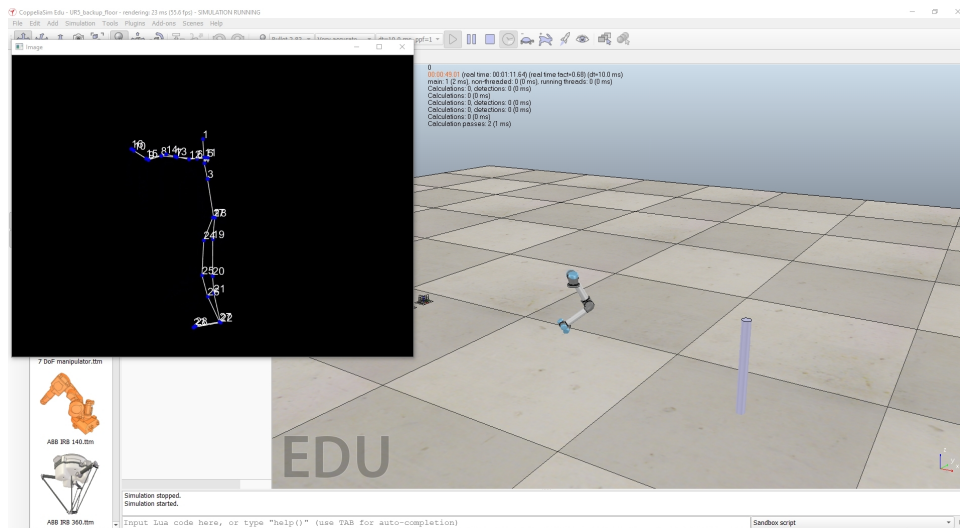 CoppeliaSim Edu - UR5_backup_floor - rendering: 23 ms (55.6 fps) - SIMULATION RUNNING
File Edit Add Simulation Tools Plugins Add-ons Scenes Help
Image
0
00:00:49.01 (real time: 00:01:11.64) (real time fact=0.68) (dt=10.0 ms)
main: 1 (2 ms), non-threaded: 0 (0 ms), running threads: 0 (0 ms)
Calculations: 0, detections: 0 (0 ms)
Calculations: 0 (0 ms)
Calculations: 0, detections: 0 (0 ms)
Calculations: 0, detections: 0 (0 ms)
Calculations: 0 (0 ms)
Calculation passes: 2 (1 ms)
1
3
24 19
25 20
21
7 DoF manipulator.ttm
ABB IRB 140.ttm
ABB IRB 360.ttm
EDU
Simulation stopped.
Simulation started.
Input Lua code here, or type "help()" (use TAB for auto-completion)
Sandbox script